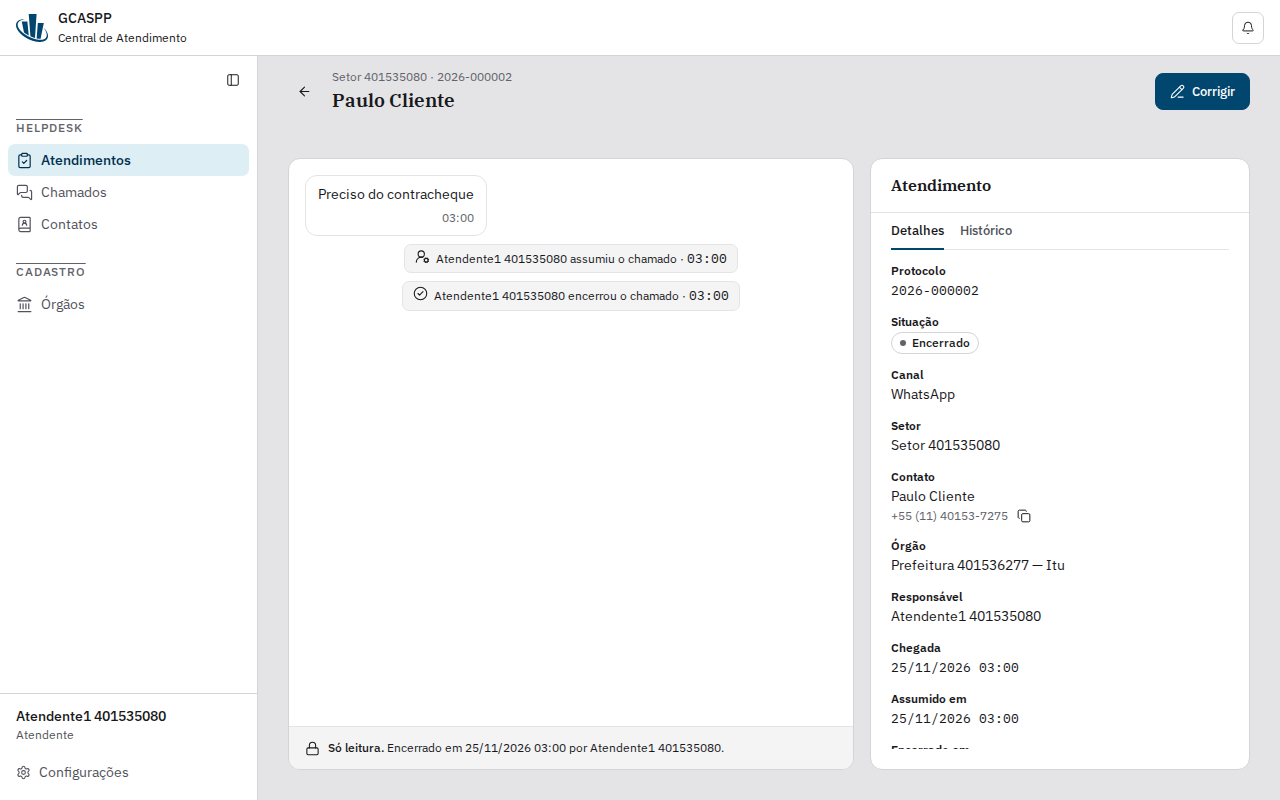 GCASPP
Central de Atendimento
HELPDESK
Atendimentos
Chamados
Contatos
CADASTRO
Órgãos
Atendente1 401535080
Atendente
Configurações
Setor 401535080 · 2026-000002
Paulo Cliente
Corrigir
Preciso do contracheque
03:00
Atendente1 401535080 assumiu o chamado · 03:00
Atendente1 401535080 encerrou o chamado · 03:00
Só leitura. Encerrado em 25/11/2026 03:00 por Atendente1 401535080.
Atendimento
Detalhes Histórico
Protocolo
2026-000002
Situação
Encerrado
Canal
WhatsApp
Setor
Setor 401535080
Contato
Paulo Cliente
+55 (11) 40153-7275
Órgão
Prefeitura 401536277 — Itu
Responsável
Atendente1 401535080
Chegada
25/11/2026 03:00
Assumido em
25/11/2026 03:00